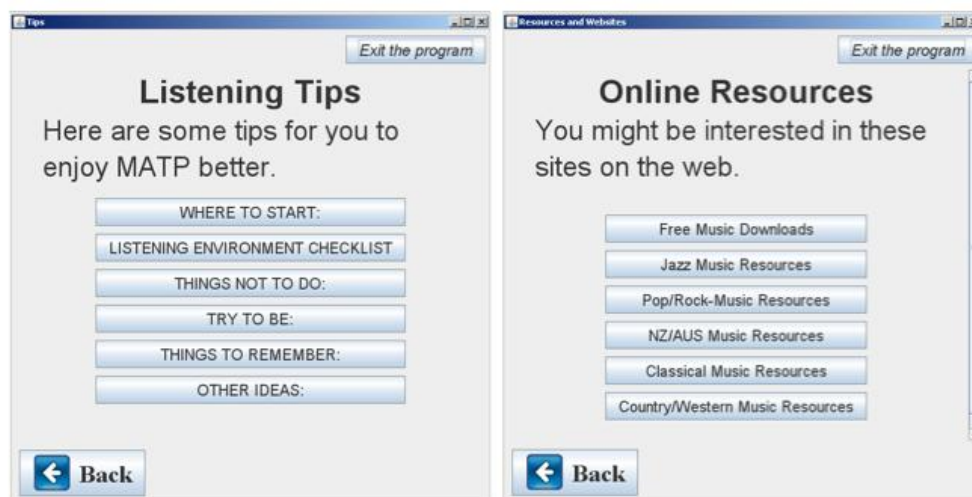 Tips
Exit the program
Listening Tips
Here are some tips for you to
enjoy MATP better.
WHERE TO START:
LISTENING ENVIRONMENT CHECKLIST
THINGS NOT TO DO:
TRY TO BE:
THINGS TO REMEMBER:
OTHER IDEAS:
Back
Resources and Websites
Exit the program
Online Resources
You might be interested in these
sites on the web.
Free Music Downloads
Jazz Music Resources
Pop/Rock-Music Resources
NZ/AUS Music Resources
Classical Music Resources
Country/Western Music Resources
Back